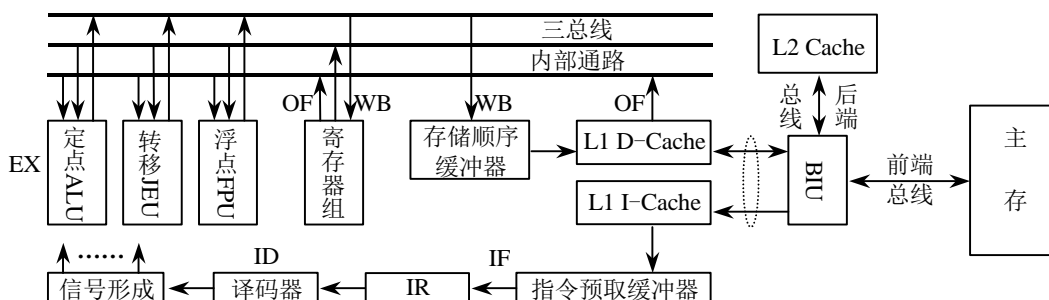 三总线
内部通路
L2 Cache
总线
后端
OF
WB
WB
OF
EX
定点ALU
转移JEU
浮点FPU
寄存器组
存储顺序
缓冲器
L1 D-Cache
L1 I-Cache
BIU
前端
总线
主存
......
ID
IF
信号形成
译码器
IR
指令预取缓冲器